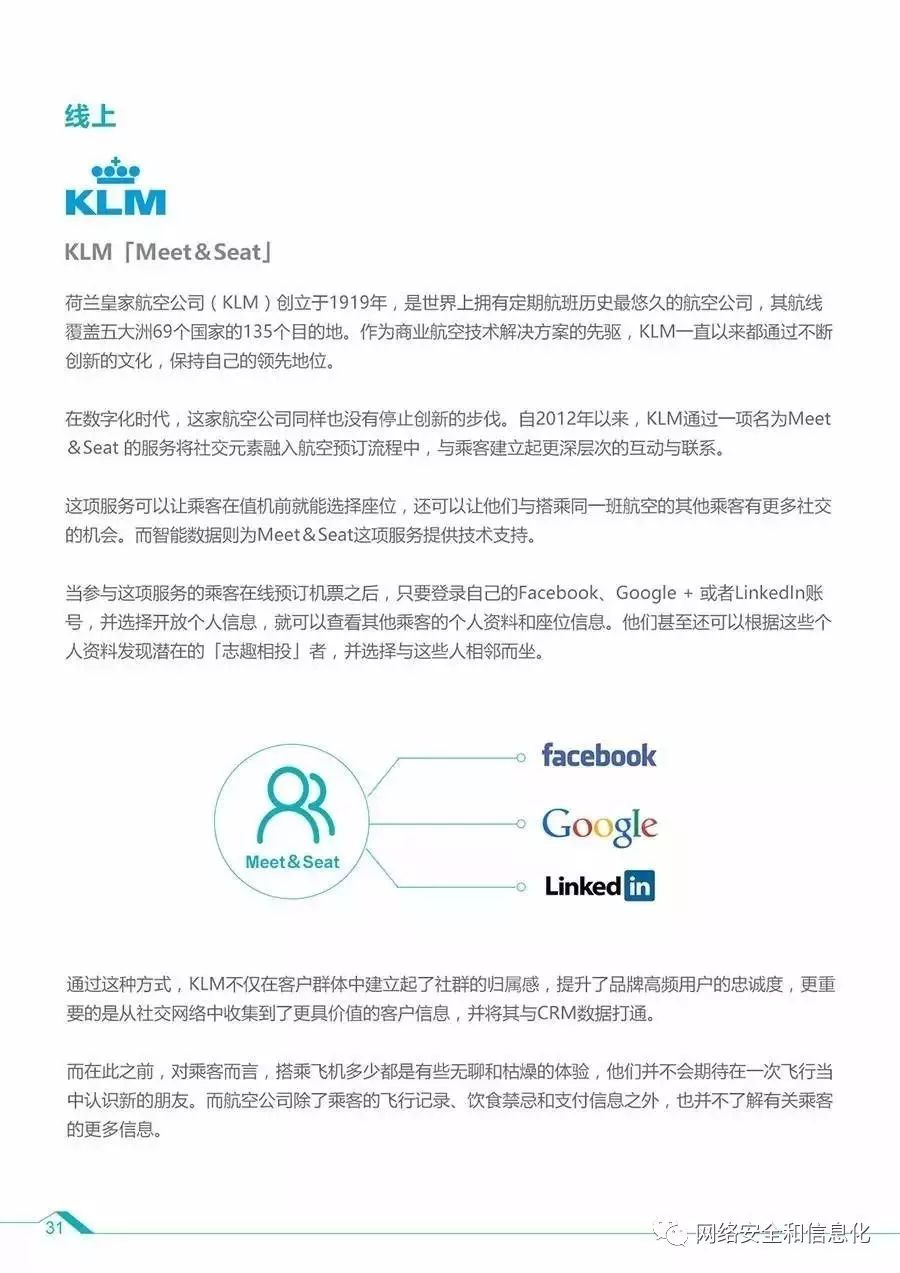 线上
KLM
KLM「Meet&Seat」
荷兰皇家航空公司（KLM）创立于1919年，是世界上拥有定期航班历史最悠久的航空公司，其航线
覆盖五大洲69个国家的135个目的地。作为商业航空技术解决方案的先驱，KLM一直以来都通过不断
创新的文化，保持自己的领先地位。
在数字化时代，这家航空公司同样也没有停止创新的步伐。自2012年以来，KLM通过一项名为Meet
&Seat 的服务将社交元素融入航空预订流程中，与乘客建立起更深层次的互动与联系。
这项服务可以让乘客在值机前就能选择座位，还可以让他们与搭乘同一班航空的其他乘客有更多社交
的机会。而智能数据则为Meet&Seat这项服务提供技术支持。
当参与这项服务的乘客在线预订机票之后，只要登录自己的Facebook、Google + 或者LinkedIn账
号，并选择开放个人信息，就可以查看其他乘客的个人资料和座位信息。他们甚至还可以根据这些个
人资料发现潜在的「志趣相投」者，并选择与这些人相邻而坐。
facebook
Google
Meet&Seat
Linked in
通过这种方式，KLM不仅在客户群体中建立起了社群的归属感，提升了品牌高频用户的忠诚度，更重
要的是从社交网络中收集到了更具价值的客户信息，并将其与CRM数据打通。
而在此之前，对乘客而言，搭乘飞机多少都是有些无聊和枯燥的体验，他们并不会期待在一次飞行当
中认识新的朋友。而航空公司除了乘客的飞行记录、饮食禁忌和支付信息之外，也并不了解有关乘客
的更多信息。
31
网络安全和信息化